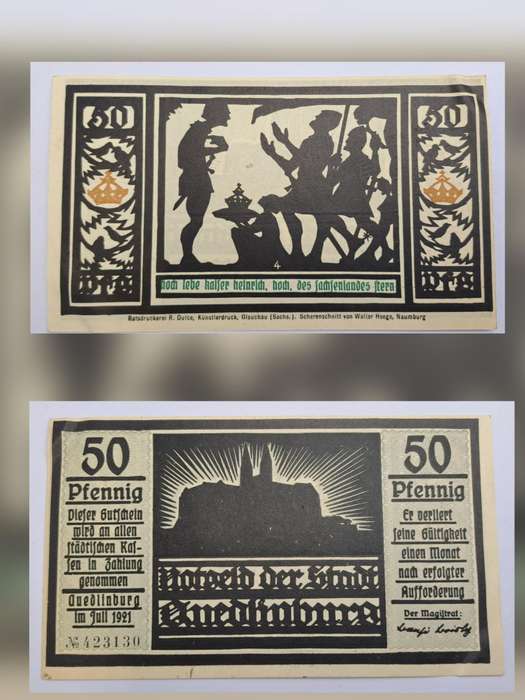 50
50
Pfg
Pfg
4
hoch lebe kaiser heinrich, hoch, des sachsenlandes stern
Ratsdruckerei R. Dulce, Künstlerdruck, Glauchau (Sachs.). Scherenschnitt von Walter Hoege, Naumburg
50
Pfennig
Dieser Gutschein
wird an allen
städtischen Kas-
sen in Zahlung
genommen
Quedlinburg
im Juli 1921
№ 423130
Notgeld der Stadt
Quedlinburg
50
Pfennig
Er verliert
seine Gültigkeit
einen Monat
nach erfolgter
Aufforderung
Der Magistrat: